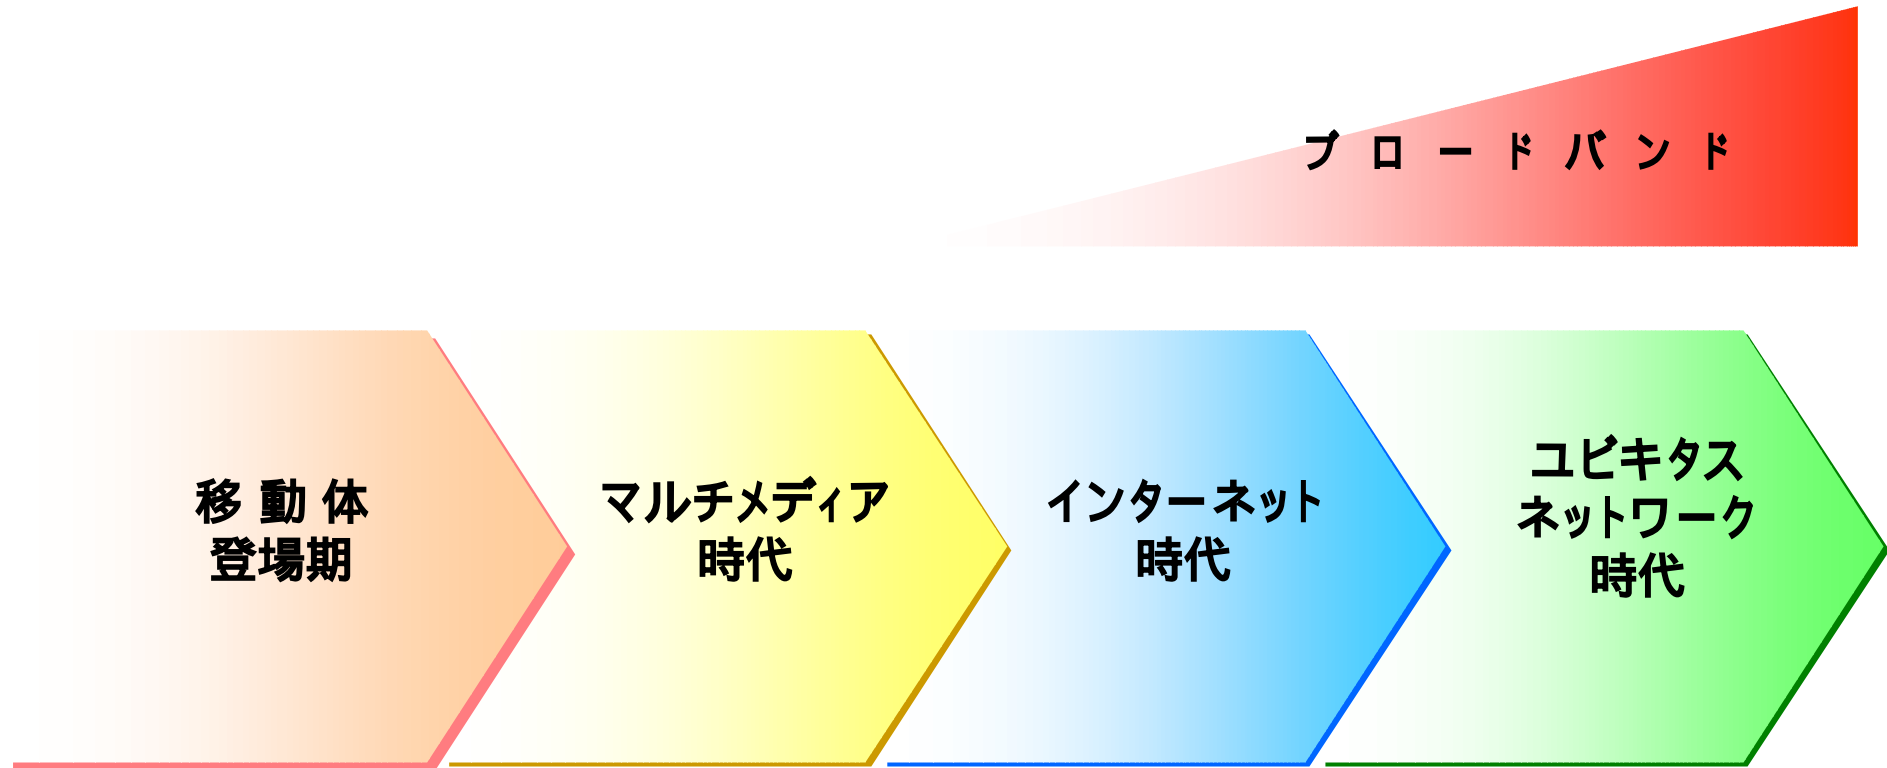 ブロードバンド
移動体
登場期
マルチメディア
時代
インターネット
時代
ユビキタス
ネットワーク
時代